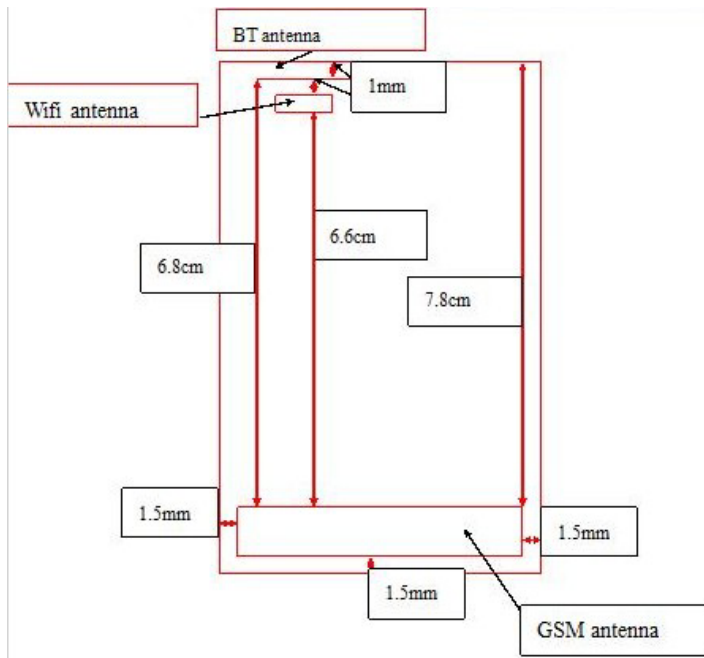 BT antenna
1mm
Wifi antenna
6.6cm
6.8cm
7.8cm
1.5mm
1.5mm
1.5mm
GSM antenna